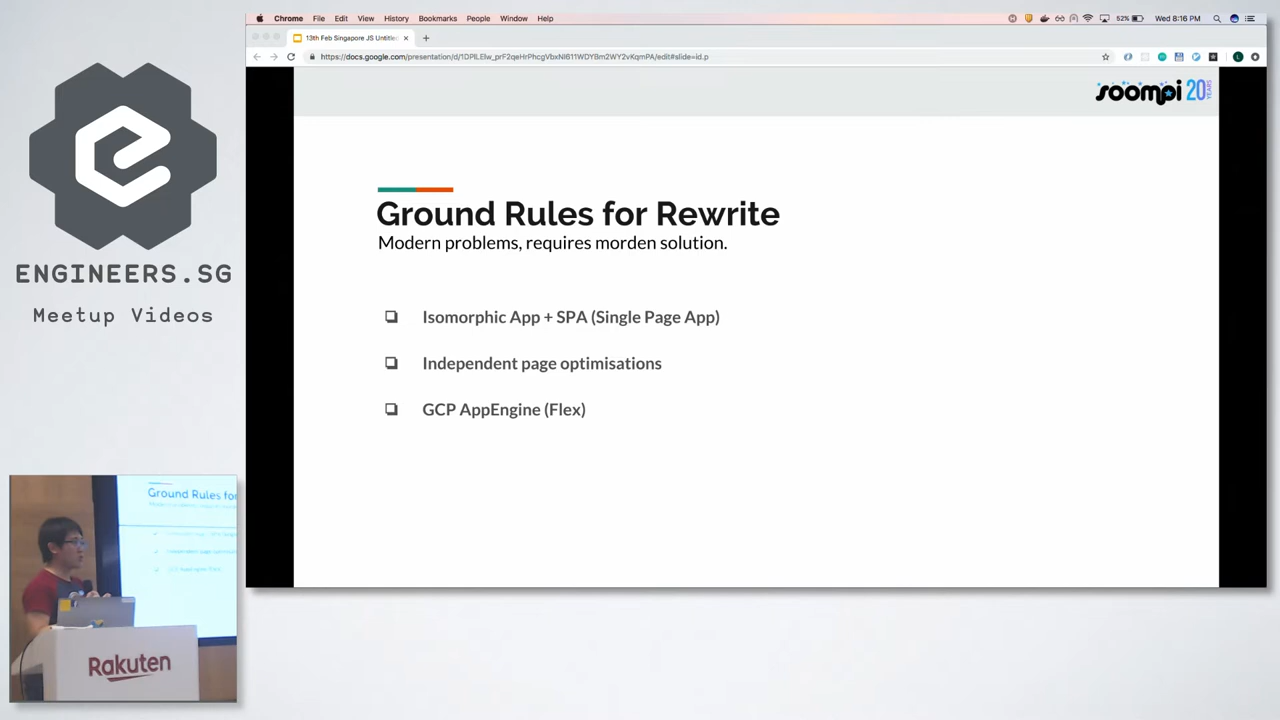 Chrome File Edit View History Bookmarks People Window Help
52% Wed 8:16 PM
13th Feb Singapore JS Untitled
soompi 20 YEARS
Ground Rules for Rewrite
Modern problems, requires morden solution.
Isomorphic App + SPA (Single Page App)
Independent page optimisations
GCP AppEngine (Flex)
ENGINEERS.SG
Meetup Videos
Ground Rules for
Rakuten